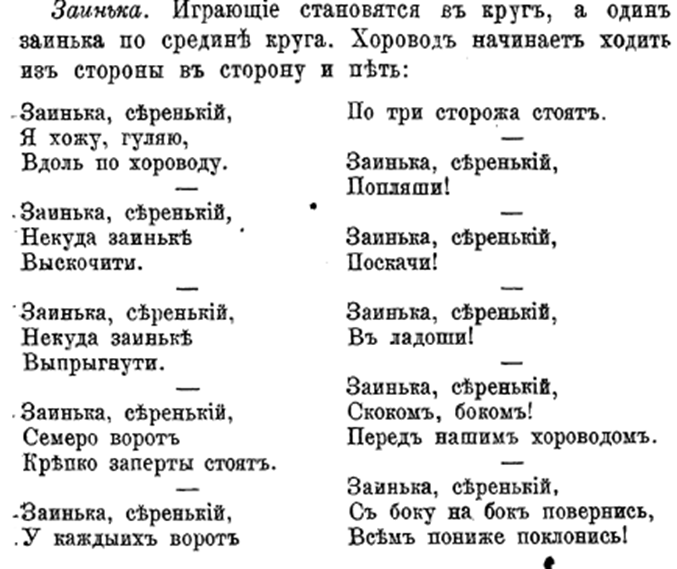 Заинька. Играющіе становятся въ кругъ, а одинъ
заинька по срединѣ круга. Хороводъ начинаетъ ходить
изъ стороны въ сторону и пѣть:
Заинька, сѣренькій,
Я хожу, гуляю,
Вдоль по хороводу.
—
Заинька, сѣренькій,
Некуда заинькѣ
Выскочити.
—
Заинька, сѣренькій,
Некуда заинькѣ
Выпрыгнути.
—
Заинька, сѣренькій,
Семеро воротъ
Крѣпко заперты стоятъ.
—
Заинька, сѣренькій,
У каждыихъ воротъ
По три сторожа стоятъ.
—
Заинька, сѣренькій,
Попляши!
—
Заинька, сѣренькій,
Поскачи!
—
Заинька, сѣренькій,
Въ ладоши!
—
Заинька, сѣренькій,
Скокомъ, бокомъ!
Передъ нашимъ хороводомъ.
—
Заинька, сѣренькій,
Съ боку на бокъ повернись,
Всѣмъ пониже поклонись!